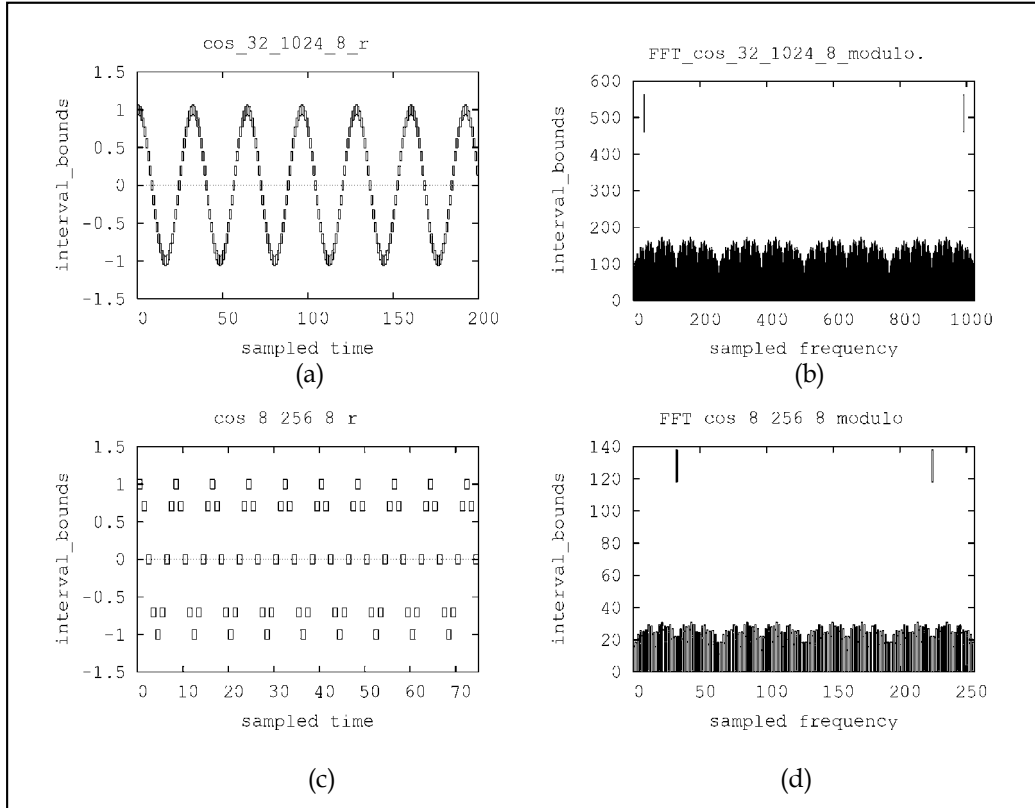 cos_32_1024_8_r
interval_bounds
1.5
1
0.5
0
-0.5
-1
-1.5
0 50 100 150 200
sampled time
(a)
FFT_cos_32_1024_8_modulo.
interval_bounds
600
500
400
300
200
100
0
0 200 400 600 800 1000
sampled frequency
(b)
cos 8 256 8 r
interval_bounds
1.5
1
0.5
0
-0.5
-1
-1.5
0 10 20 30 40 50 60 70
sampled time
(c)
FFT cos 8 256 8 modulo
interval_bounds
140
120
100
80
60
40
20
0
0 50 100 150 200 250
sampled frequency
(d)